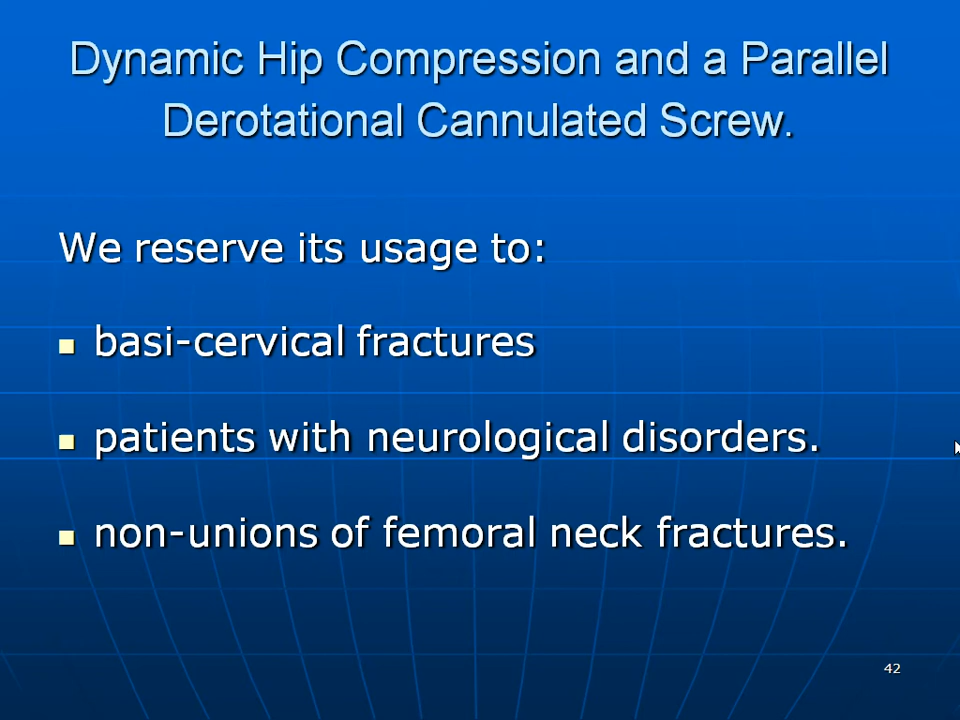 Dynamic Hip Compression and a Parallel
Derotational Cannulated Screw.
We reserve its usage to:
basi-cervical fractures
patients with neurological disorders.
non-unions of femoral neck fractures.
42